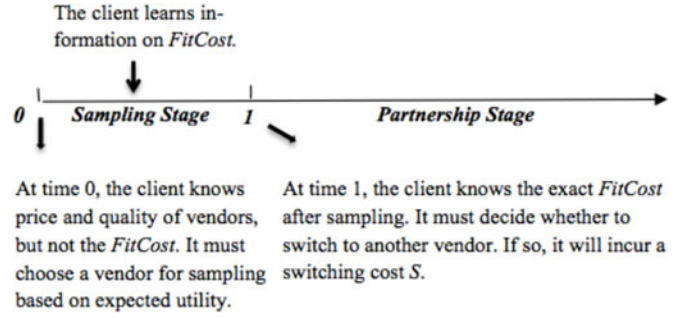 The client learns in-
formation on FitCost.
0 Sampling Stage 1 Partnership Stage
At time 0, the client knows
price and quality of vendors,
but not the FitCost. It must
choose a vendor for sampling
based on expected utility.
At time 1, the client knows the exact FitCost
after sampling. It must decide whether to
switch to another vendor. If so, it will incur a
switching cost S.